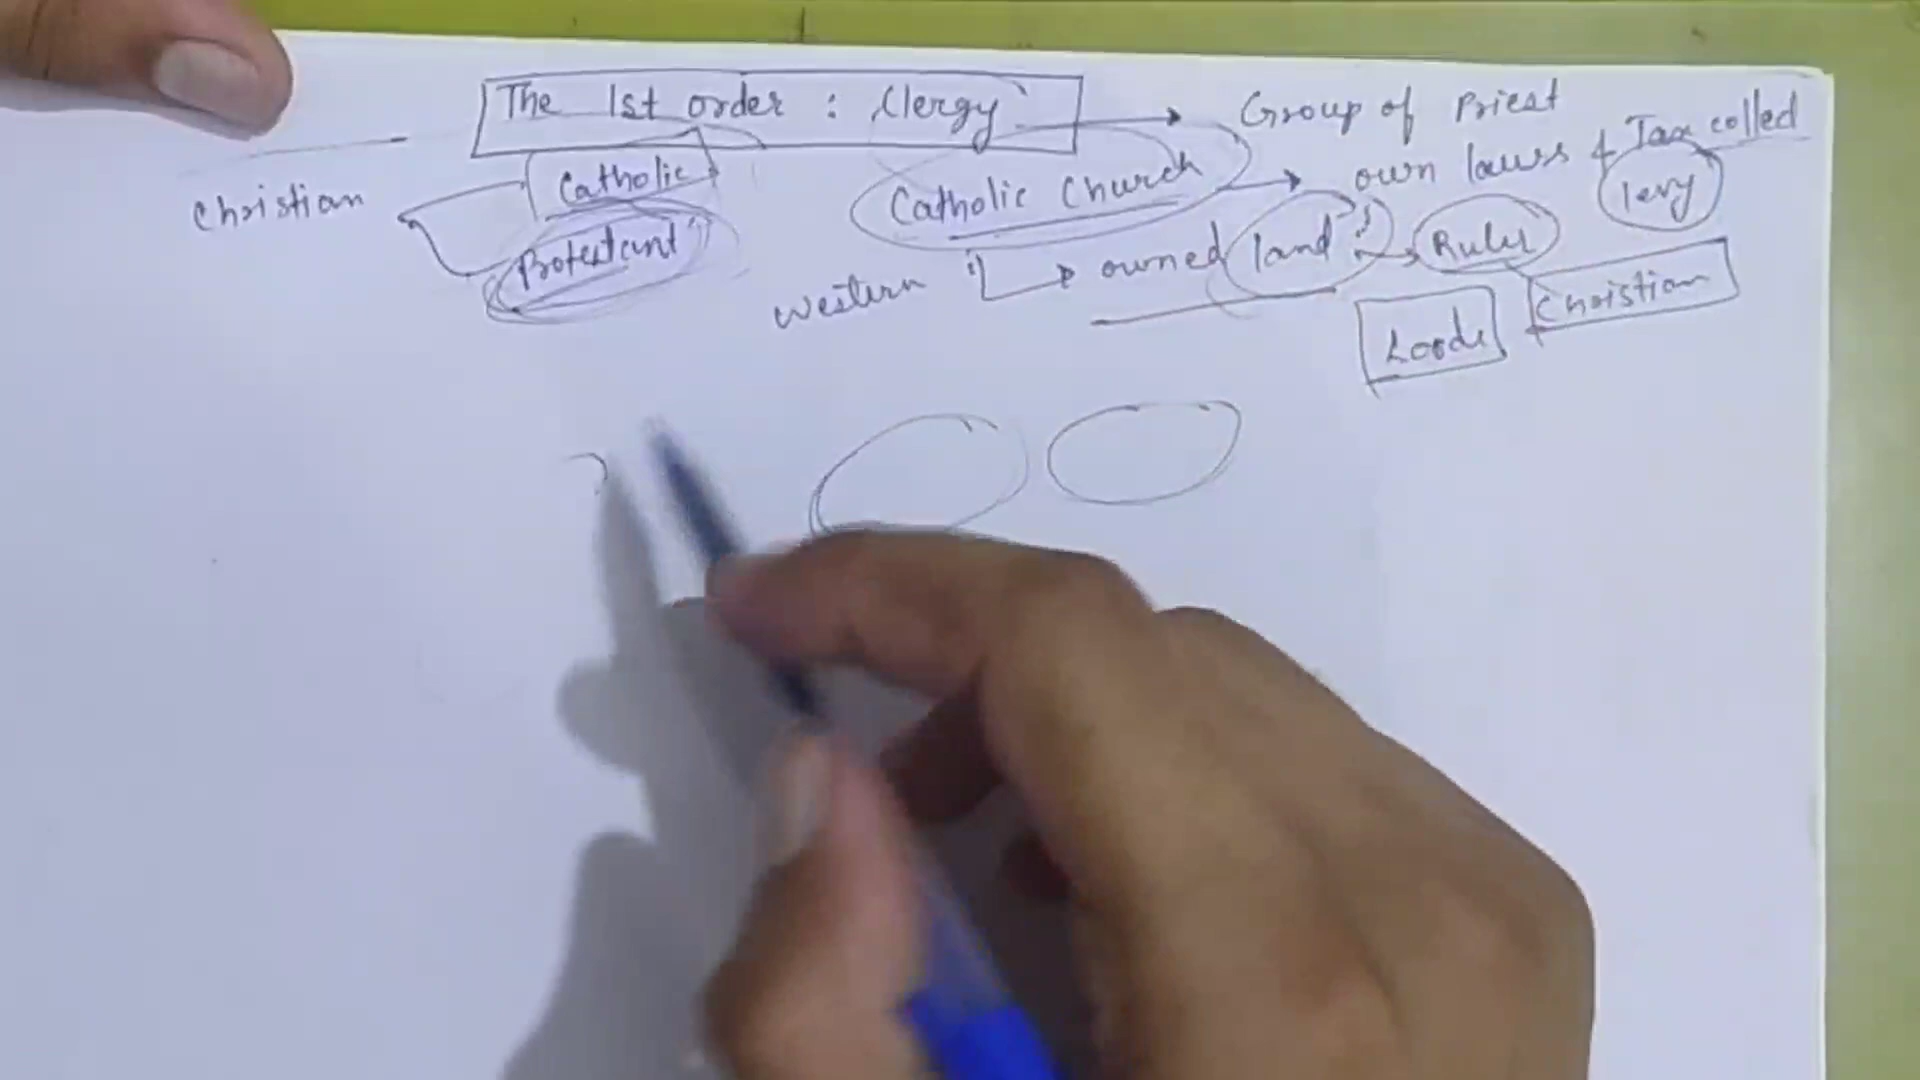 The 1st order : Clergy
Group of Priest
Christian
Catholic
Protestant
Catholic Church
own laws & Tax called
levy
western
owned land
Ruler
Christian
Loods